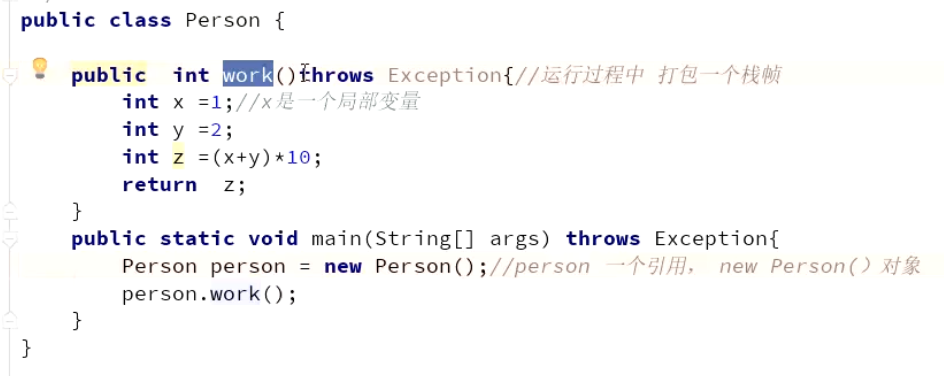 public class Person {
public  int work()throws Exception{//运行过程中 打包一个栈帧
int x =1;//x是一个局部变量
int y =2;
int z =(x+y)*10;
return  z;
}
public static void main(String[] args) throws Exception{
Person person = new Person();//person 一个引用， new Person()对象
person.work();
}
}